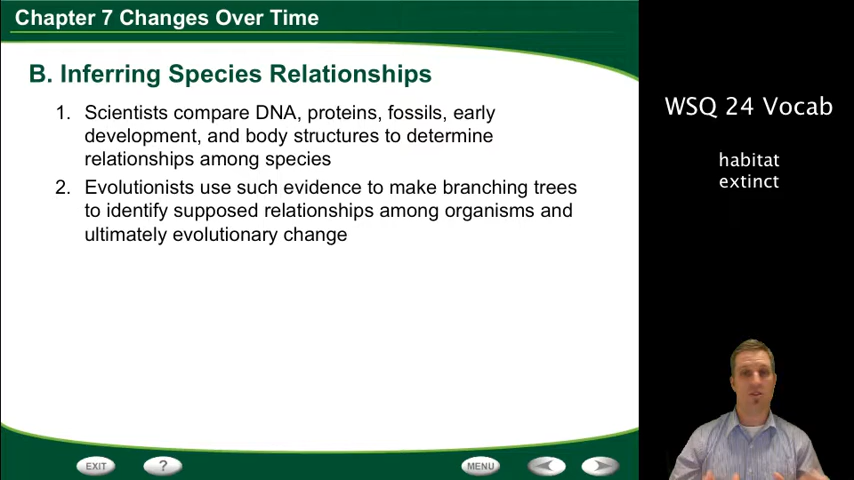 Chapter 7 Changes Over Time
B. Inferring Species Relationships
1. Scientists compare DNA, proteins, fossils, early
development, and body structures to determine
relationships among species
2. Evolutionists use such evidence to make branching trees
to identify supposed relationships among organisms and
ultimately evolutionary change
WSQ 24 Vocab
habitat
extinct
EXIT
?
MENU